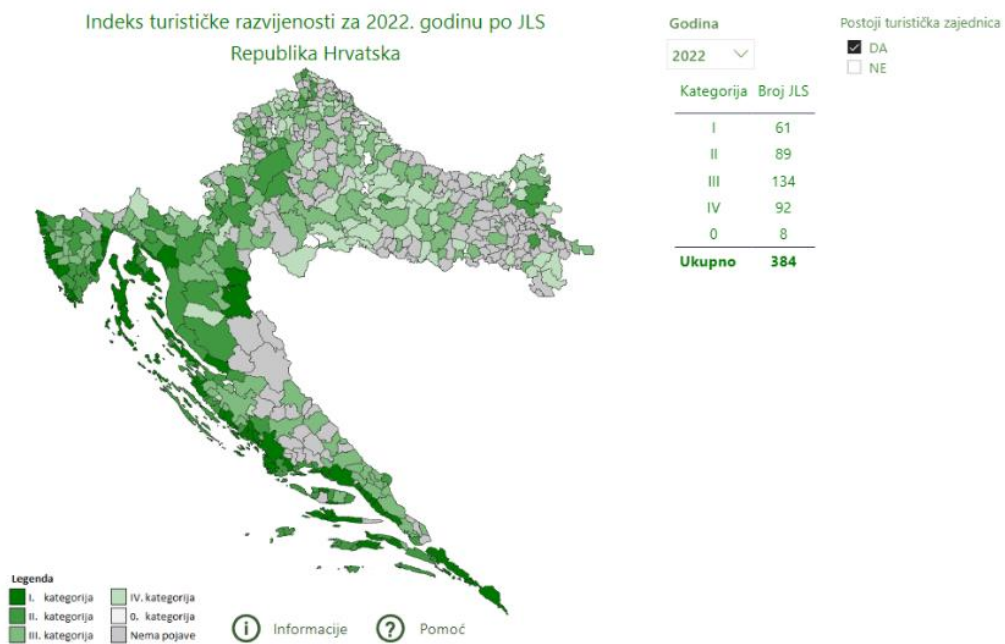 Indeks turističke razvijenosti za 2022. godinu po JLS
Republika Hrvatska
Godina
2022
Postoji turistička zajednica
DA
NE
Kategorija Broj JLS
I 61
II 89
III 134
IV 92
0 8
Ukupno 384
Legenda
I. kategorija
II. kategorija
III. kategorija
IV. kategorija
0. kategorija
Nema pojave
Informacije
Pomoć